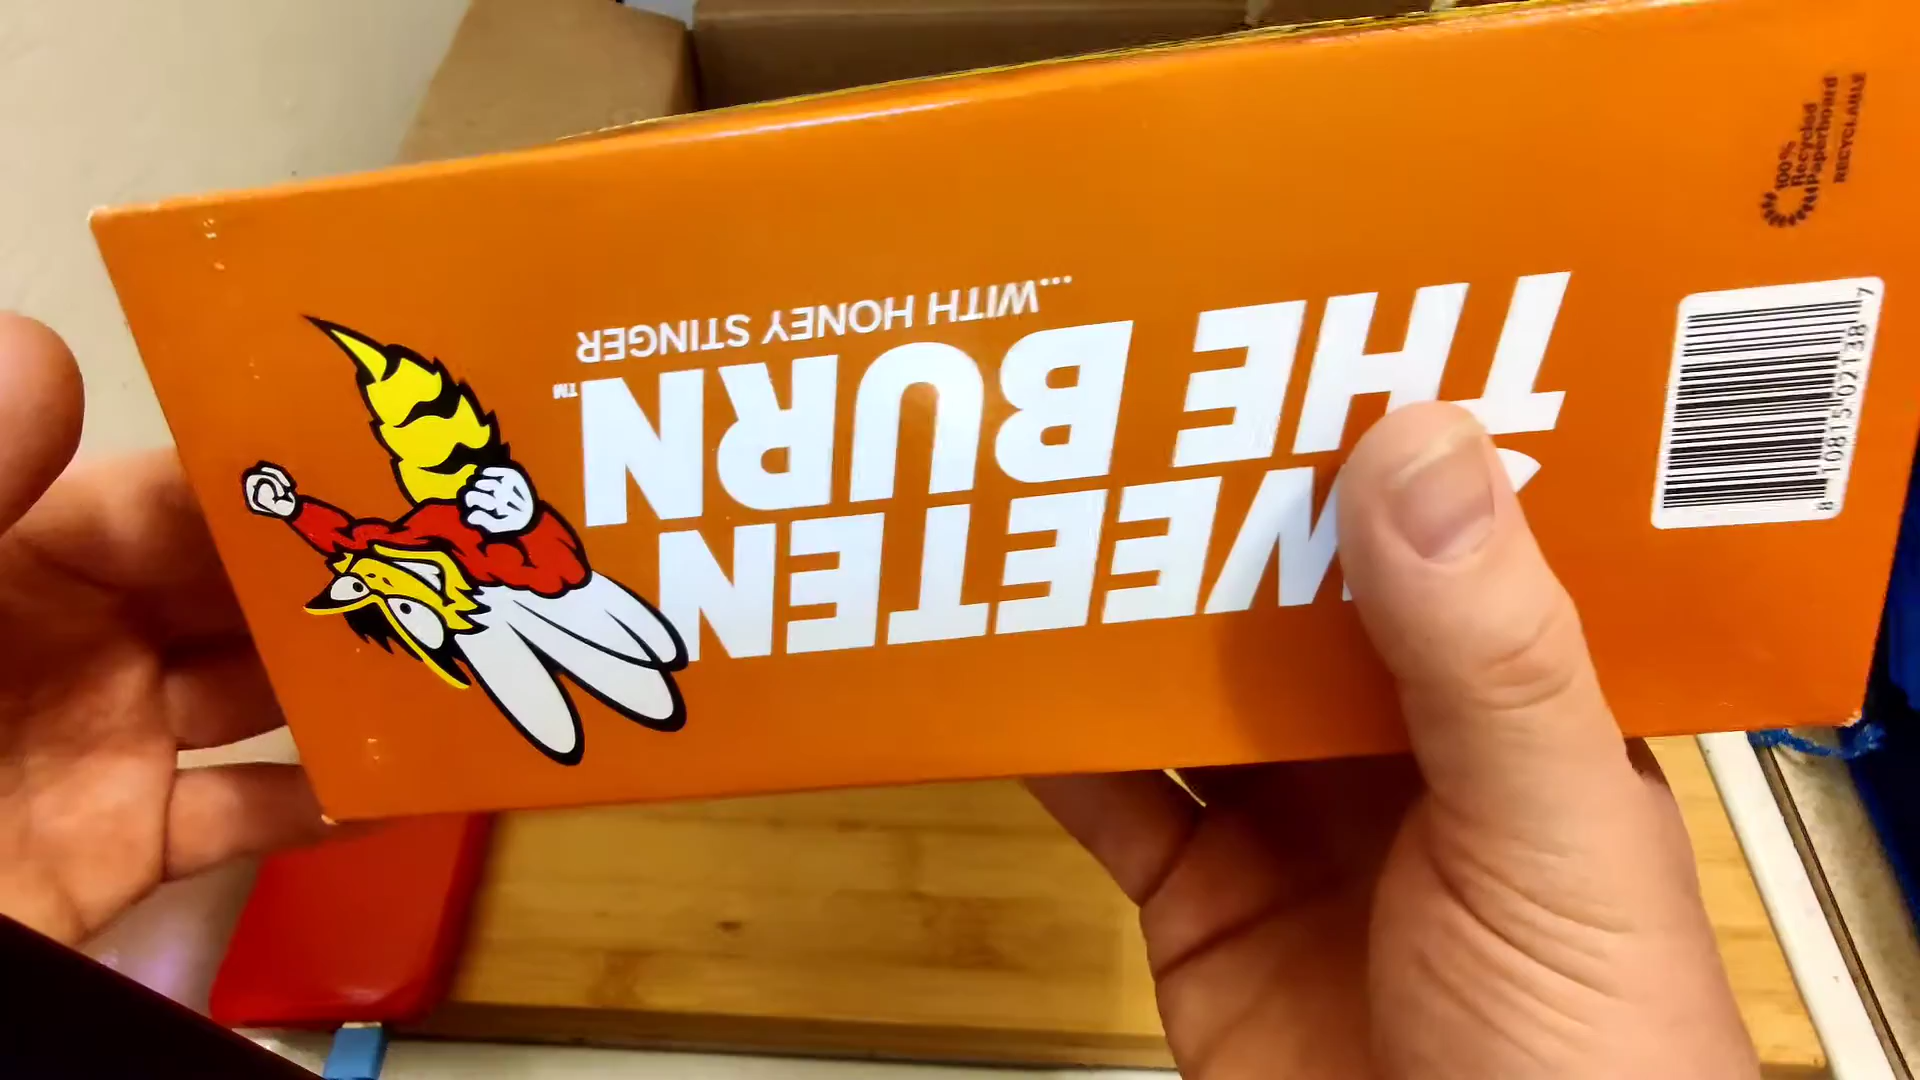 SWEETEN
THE BURN™
...WITH HONEY STINGER
8 10815 02138 7
100%
Recycled
Paperboard
RECYCLABLE